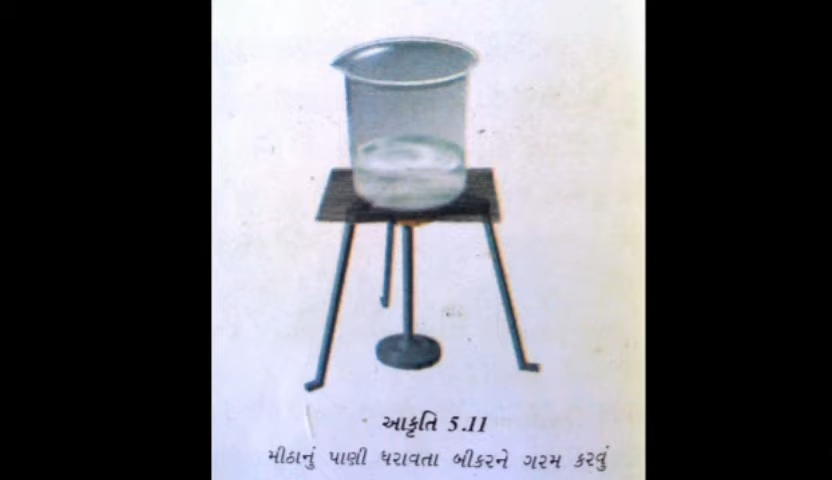 આકૃતિ 5.11
મીઠાનું પાણી ધરાવતા બીકરને ગરમ કરવું